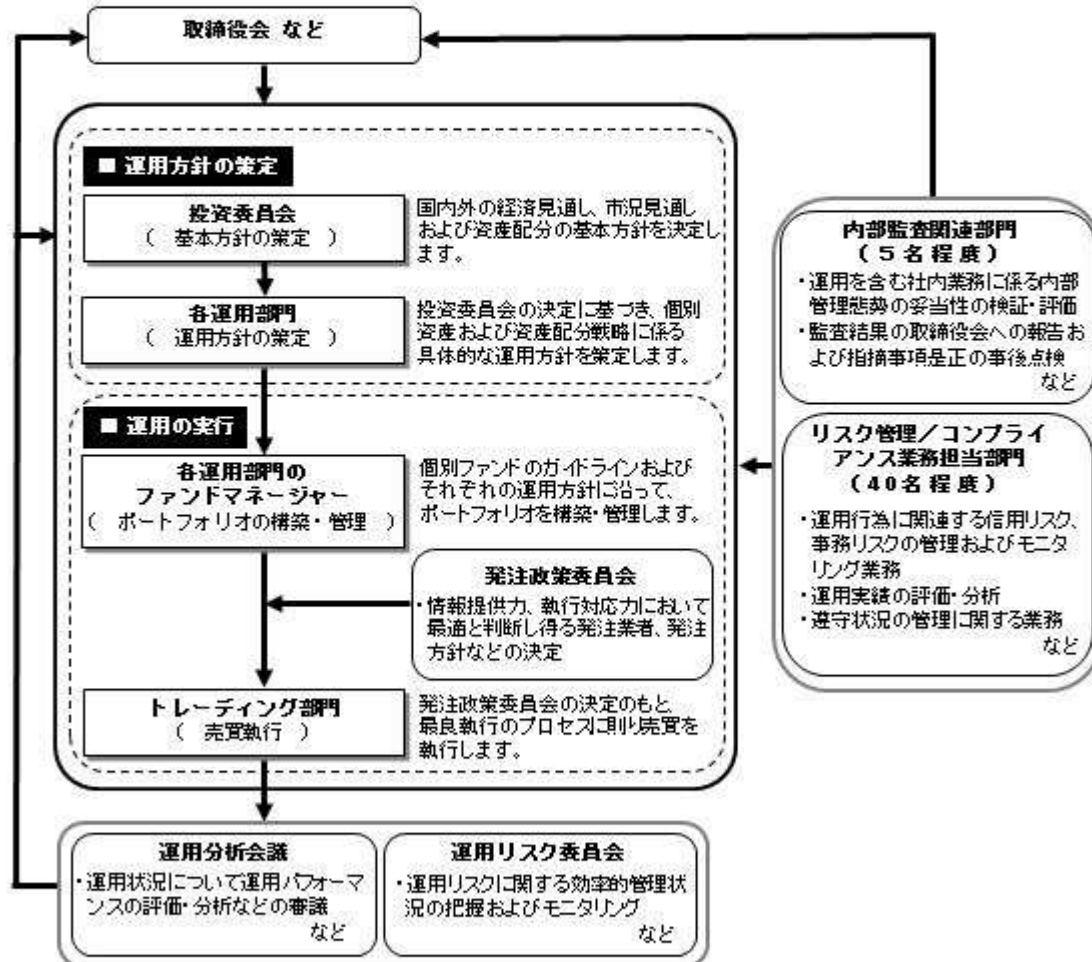 取締役会 など
■ 運用方針の策定
投資委員会
( 基本方針の策定 )
国内外の経済見通し、市況見通し
および資産配分の基本方針を決定し
ます。
各運用部門
( 運用方針の策定 )
投資委員会の決定に基づき、個別
資産および資産配分戦略に係る
具体的な運用方針を策定します。
■ 運用の実行
各運用部門の
ファンドマネージャー
( ポートフォリオの構築・管理 )
個別ファンドのガイドラインおよび
それぞれの運用方針に沿って、
ポートフォリオを構築・管理します。
発注政策委員会
・情報提供力、執行対応力において
最適と判断し得る発注業者、発注
方針などの決定
トレーディング部門
( 売買執行 )
発注政策委員会の決定のもと、
最良執行のプロセスに則り売買を
執行します。
内部監査関連部門
(5名程度)
・運用を含む社内業務に係る内部
管理態勢の妥当性の検証・評価
・監査結果の取締役会への報告お
よび指摘事項是正の事後点検
など
リスク管理/コンプライ
アンス業務担当部門
(40名程度)
・運用行為に関連する信用リスク、
事務リスクの管理およびモニタ
リング業務
・運用実績の評価・分析
・遵守状況の管理に関する業務
など
運用分析会議
・運用状況について運用パフォーマ
ンスの評価・分析などの審議
など
運用リスク委員会
・運用リスクに関する効率的管理状
況の把握およびモニタリング
など